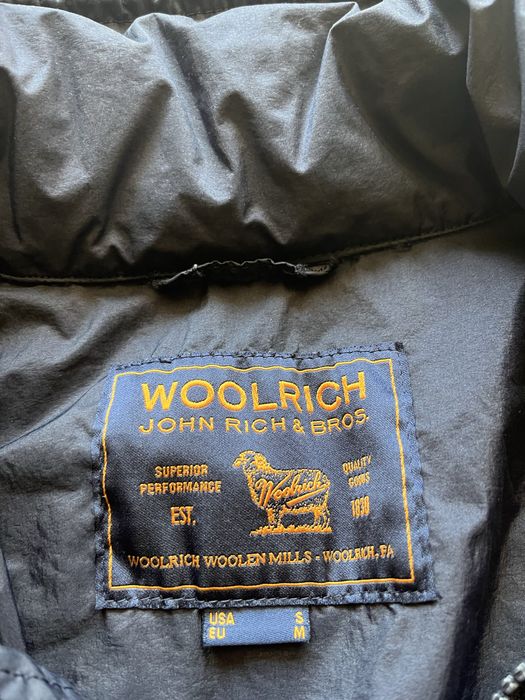 WOOLRICH
JOHN RICH & BROS.
SUPERIOR PERFORMANCE
QUALITY GOODS
Woolrich
EST. 1830
WOOLRICH WOOLEN MILLS - WOOLRICH, PA
USA S
EU M